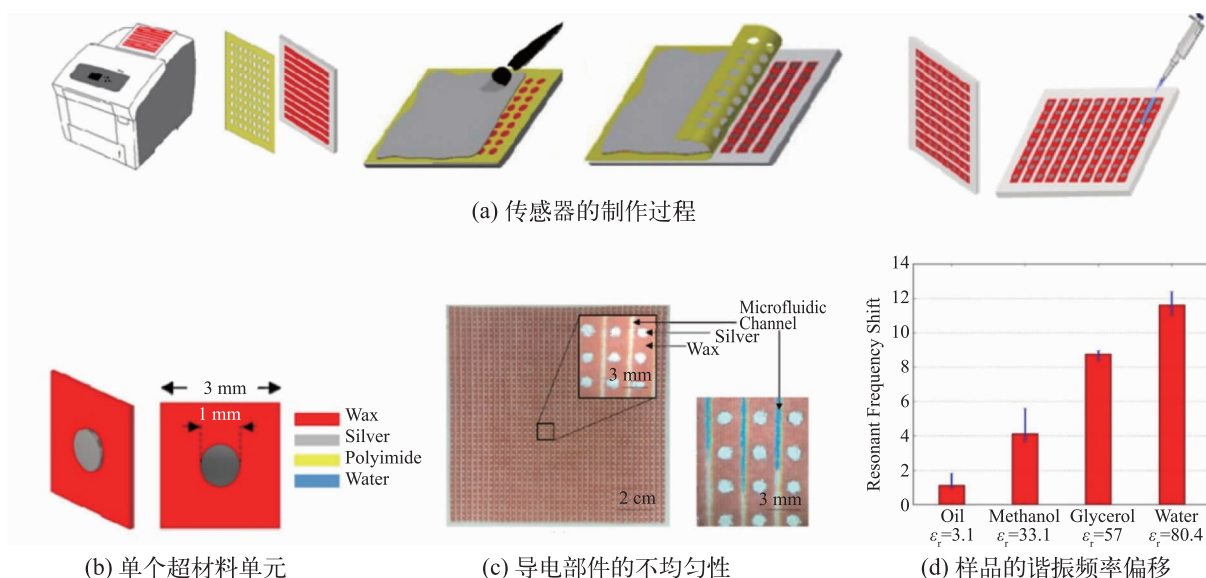 (a) 传感器的制作过程
3 mm
1 mm
Wax
Silver
Polyimide
Water
(b) 单个超材料单元
Microfluidic
Channel
Silver
Wax
3 mm
2 cm
3 mm
(c) 导电部件的不均匀性
Resonant Frequency Shift
14
12
10
8
6
4
2
0
Oil Methanol Glycerol Water
εr=3.1 εr=33.1 εr=57 εr=80.4
(d) 样品的谐振频率偏移